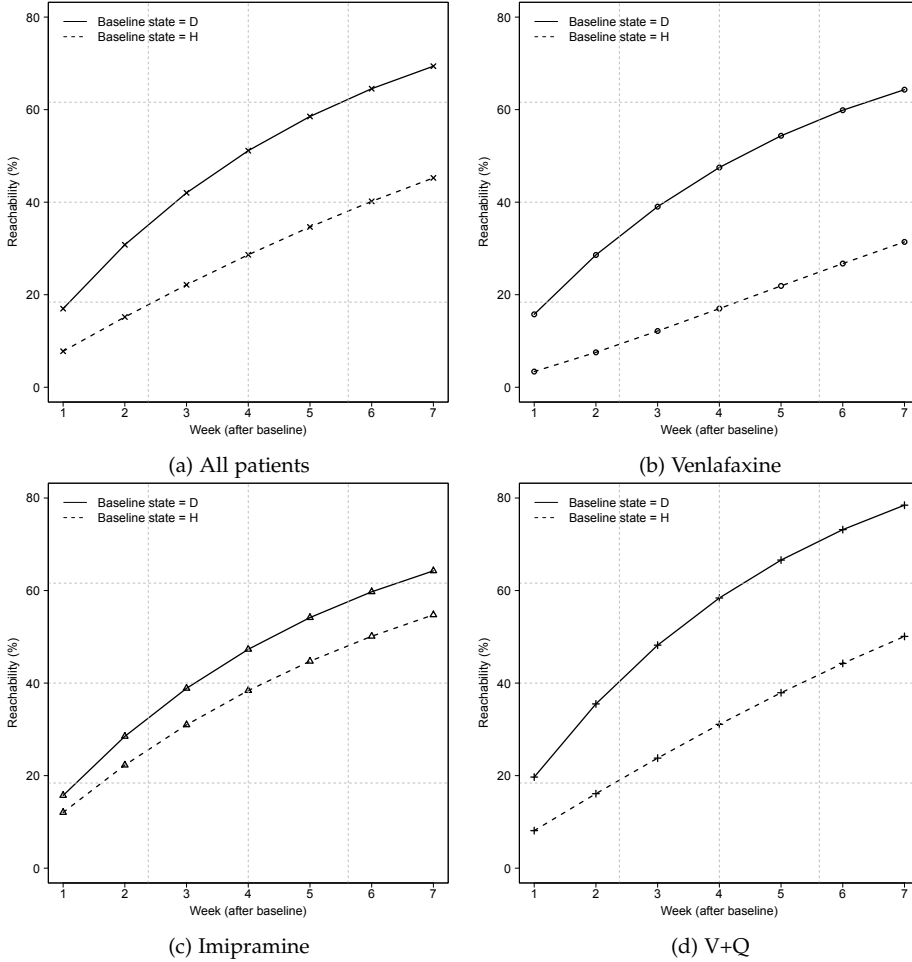 Baseline state = D
Baseline state = H
Reachability (%)
80
60
40
20
0
1 2 3 4 5 6 7
Week (after baseline)
(a) All patients
Baseline state = D
Baseline state = H
Reachability (%)
80
60
40
20
0
1 2 3 4 5 6 7
Week (after baseline)
(b) Venlafaxine
Baseline state = D
Baseline state = H
Reachability (%)
80
60
40
20
0
1 2 3 4 5 6 7
Week (after baseline)
(c) Imipramine
Baseline state = D
Baseline state = H
Reachability (%)
80
60
40
20
0
1 2 3 4 5 6 7
Week (after baseline)
(d) V+Q